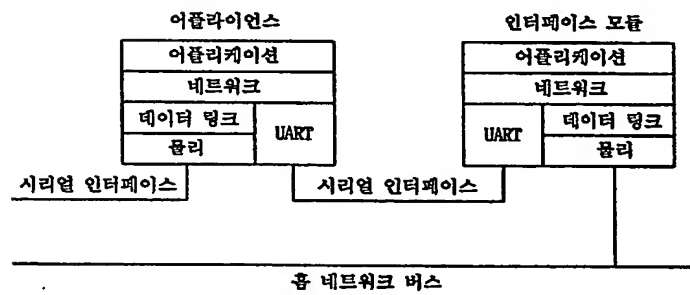 어플라이언스
인터페이스 모듈
어플리케이션
어플리케이션
네트워크
네트워크
데이터 링크
UART
UART
데이터 링크
물리
물리
시리얼 인터페이스
시리얼 인터페이스
홈 네트워크 버스